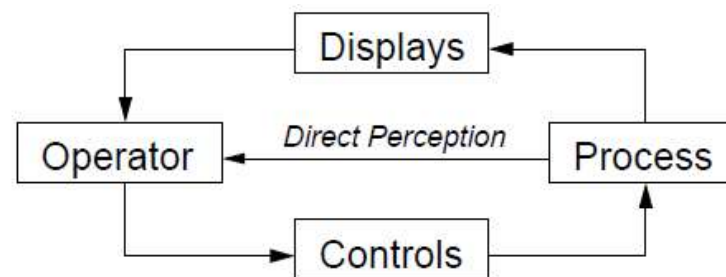 Displays
Direct Perception
Operator
Process
Controls